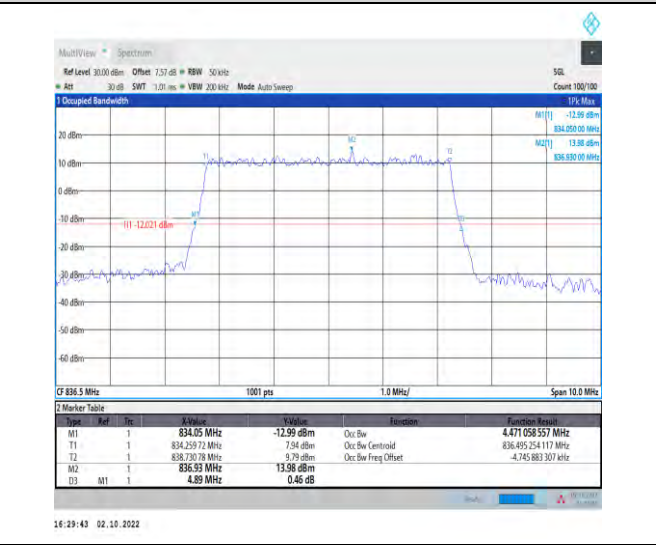 MultiView Spectrum
Ref Level 30.00 dBm Offset 7.57 dB RBW 50 kHz SGL
Att 30 dB SWT 1.01 ms VBW 200 kHz Mode Auto Sweep Count 100/100
1 Occupied Bandwidth 1Pk Max
M1[1] -12.99 dBm
834.050 00 MHz
M2[1] 13.98 dBm
836.930 00 MHz
20 dBm
M2
T1
T2
10 dBm
0 dBm
-10 dBm
M1
H1 -12.021 dBm
D3
-20 dBm
-30 dBm
-40 dBm
-50 dBm
-60 dBm
CF 836.5 MHz 1001 pts 1.0 MHz/ Span 10.0 MHz
2 Marker Table
Type Ref Trc X-Value Y-Value Function Function Result
M1 1 834.05 MHz -12.99 dBm Occ Bw 4.471 058 557 MHz
T1 1 834.259 72 MHz 7.94 dBm Occ Bw Centroid 836.495 254 117 MHz
T2 1 838.730 78 MHz 9.79 dBm Occ Bw Freq Offset -4.745 883 307 kHz
M2 1 836.93 MHz 13.98 dBm
D3 M1 1 4.89 MHz 0.46 dB
16:29:43 02.10.2022